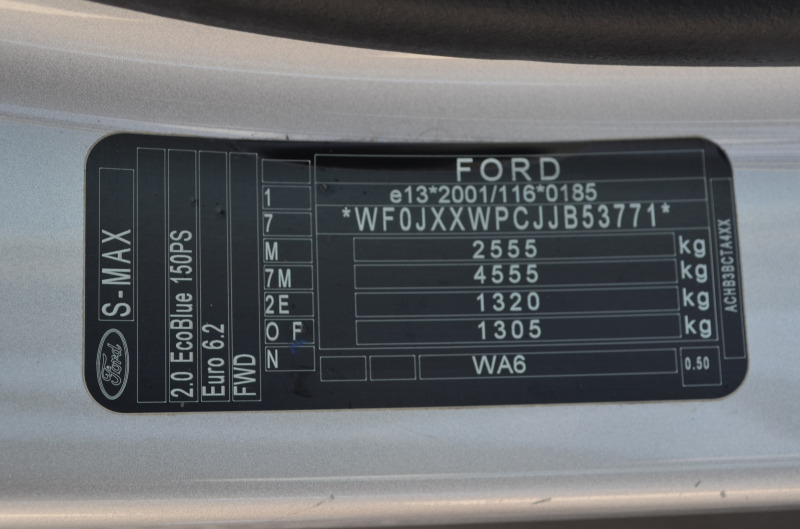 Ford
S-MAX
2.0 EcoBlue 150PS
Euro 6.2
FWD
1
7
M
7M
2E
O F
N
FORD
e13*2001/116*0185
*WF0JXXWPCJJB53771*
2555 kg
4555 kg
1320 kg
1305 kg
WA6
0.50
ACHB3BCTA4XX